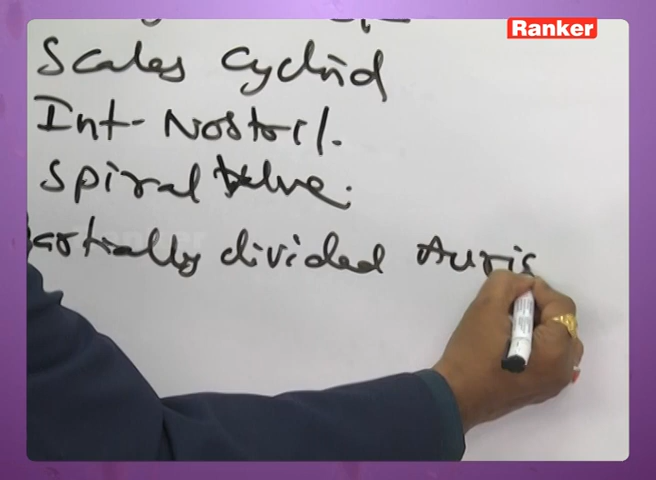 Ranker
Scales Cycloid
Int- Nostril.
Spiral Valve.
Partially divided Auris